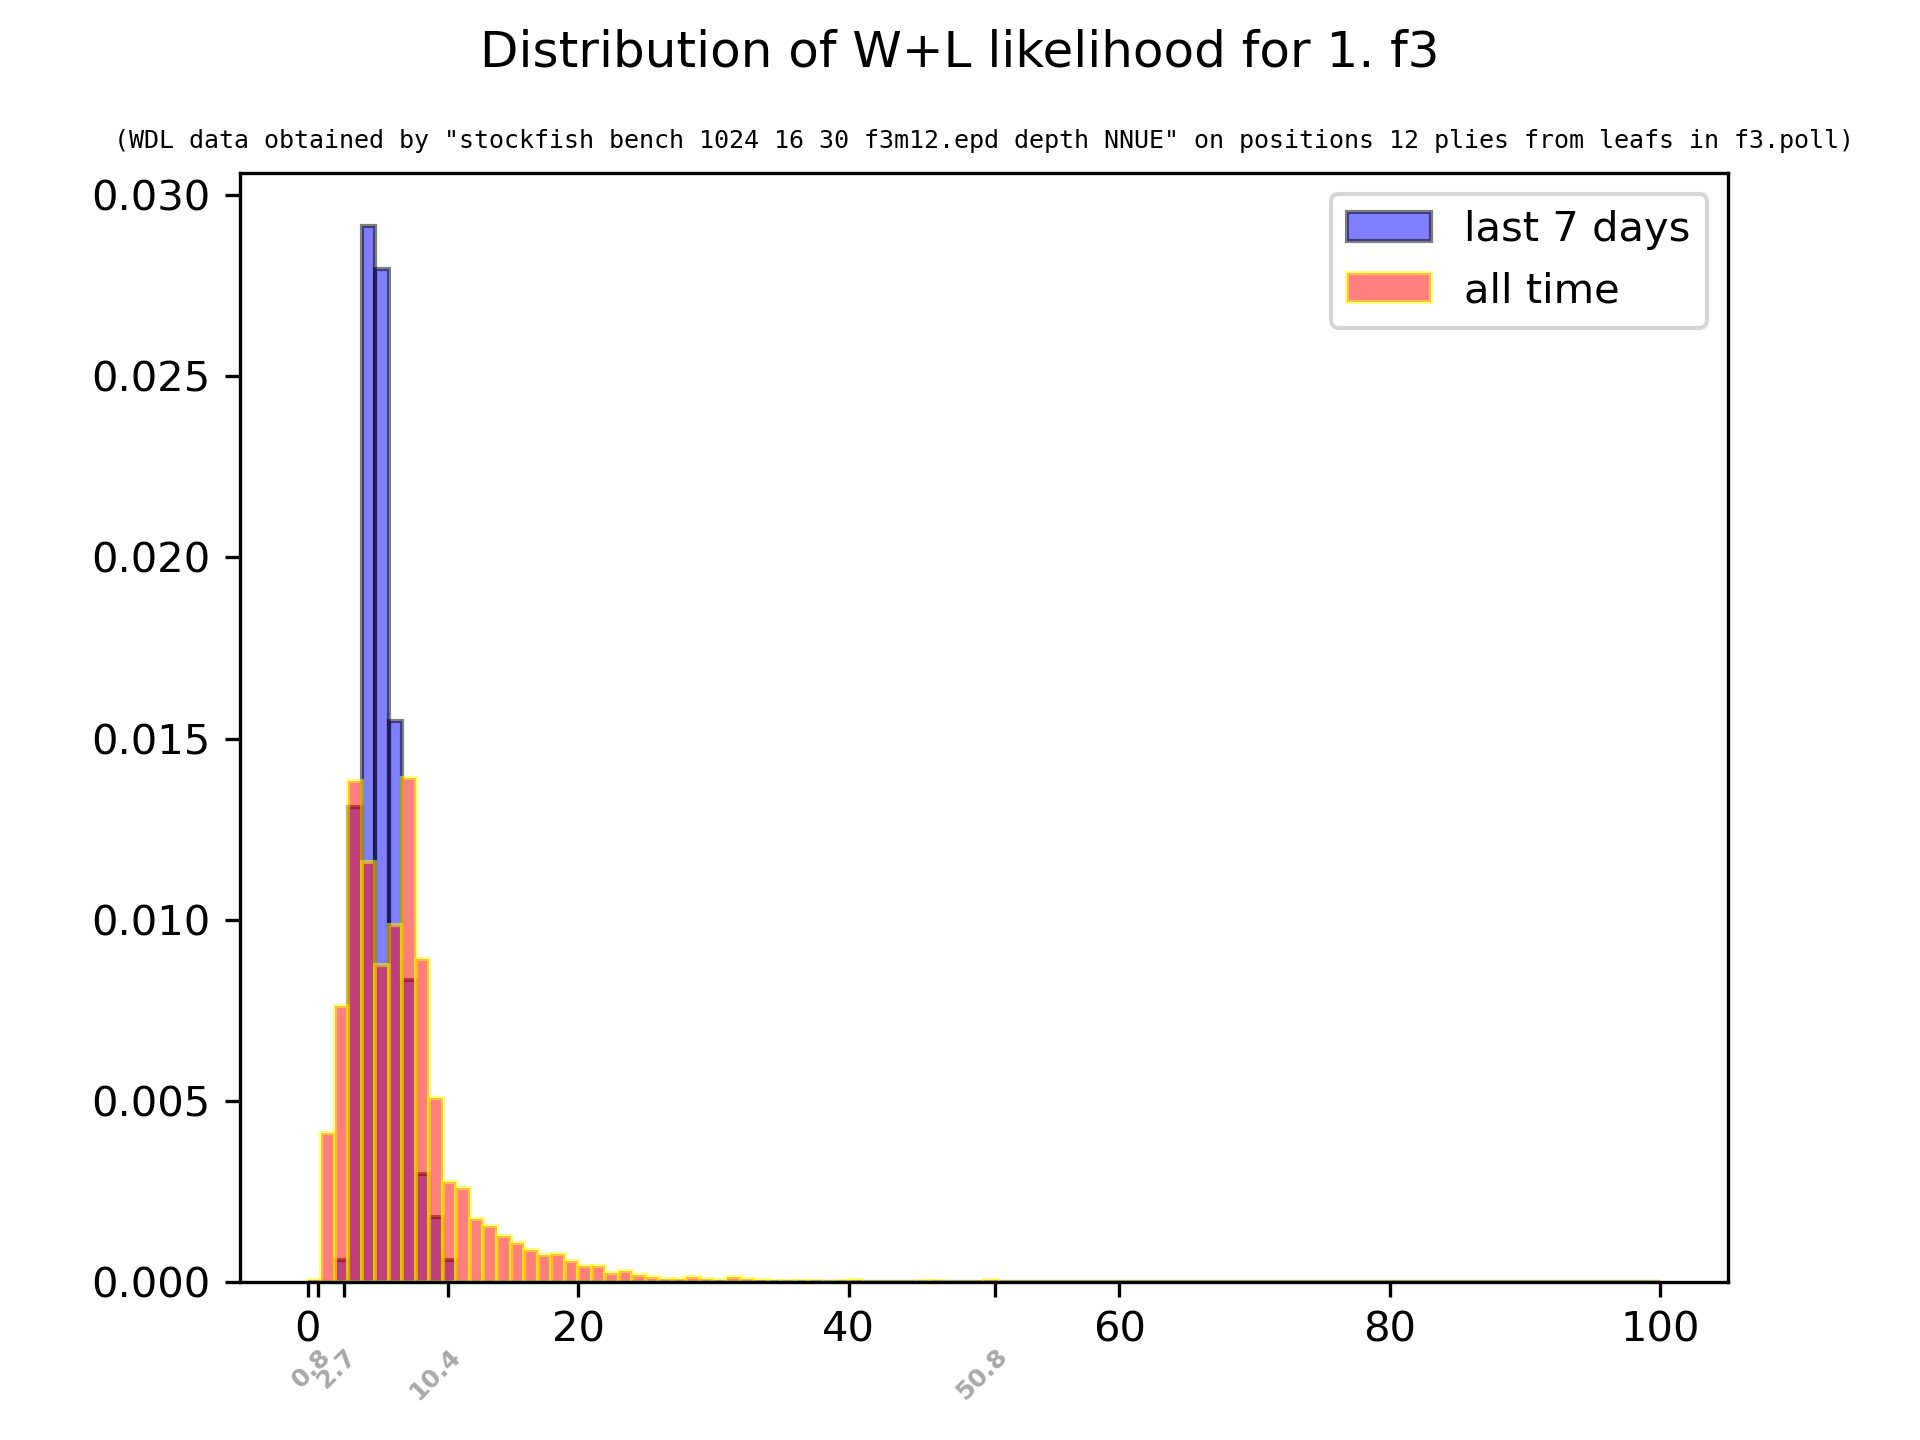 Distribution of W+L likelihood for 1. f3
(WDL data obtained by "stockfish bench 1024 16 30 f3m12.epd depth NNUE" on positions 12 plies from leafs in f3.poll)
last 7 days
all time
0.030
0.025
0.020
0.015
0.010
0.005
0.000
0 20 40 60 80 100
0.8 2.7 10.4 50.8